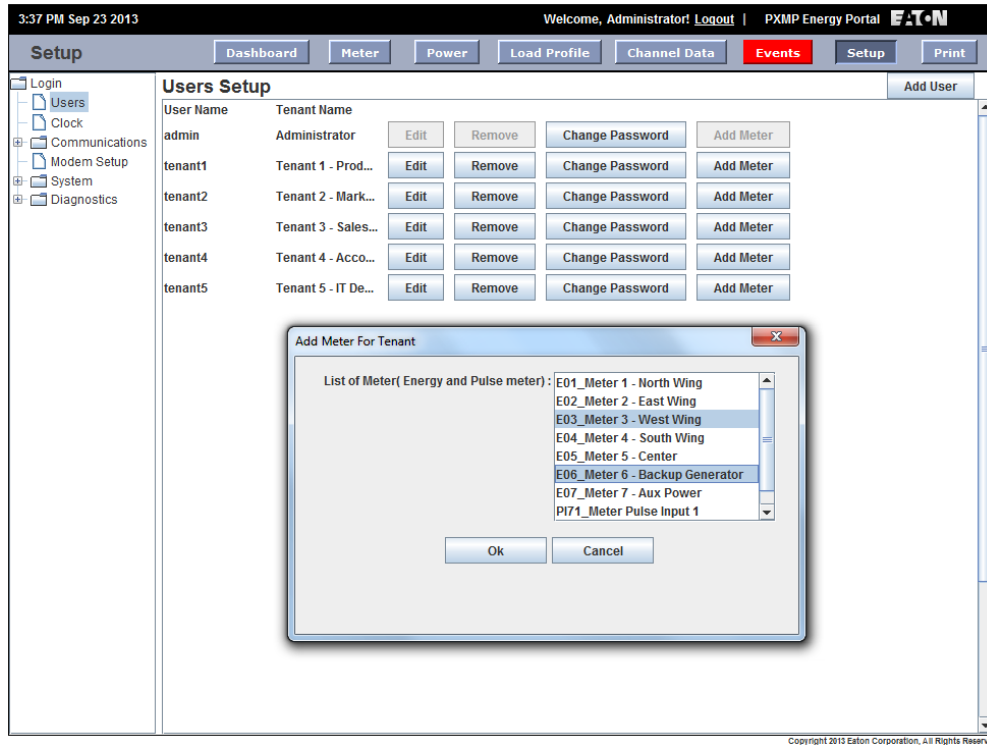 3:37 PM Sep 23 2013 Welcome, Administrator! Logout | PXMP Energy Portal EATON
Setup Dashboard Meter Power Load Profile Channel Data Events Setup Print
Login
Users
Clock
Communications
Modem Setup
System
Diagnostics
Users Setup Add User
User Name Tenant Name
admin Administrator Edit Remove Change Password Add Meter
tenant1 Tenant 1 - Prod... Edit Remove Change Password Add Meter
tenant2 Tenant 2 - Mark... Edit Remove Change Password Add Meter
tenant3 Tenant 3 - Sales... Edit Remove Change Password Add Meter
tenant4 Tenant 4 - Acco... Edit Remove Change Password Add Meter
tenant5 Tenant 5 - IT De... Edit Remove Change Password Add Meter
Add Meter For Tenant X
List of Meter( Energy and Pulse meter) :
E01_Meter 1 - North Wing
E02_Meter 2 - East Wing
E03_Meter 3 - West Wing
E04_Meter 4 - South Wing
E05_Meter 5 - Center
E06_Meter 6 - Backup Generator
E07_Meter 7 - Aux Power
PI71_Meter Pulse Input 1
Ok Cancel
Copyright 2013 Eaton Corporation, All Rights Reserv